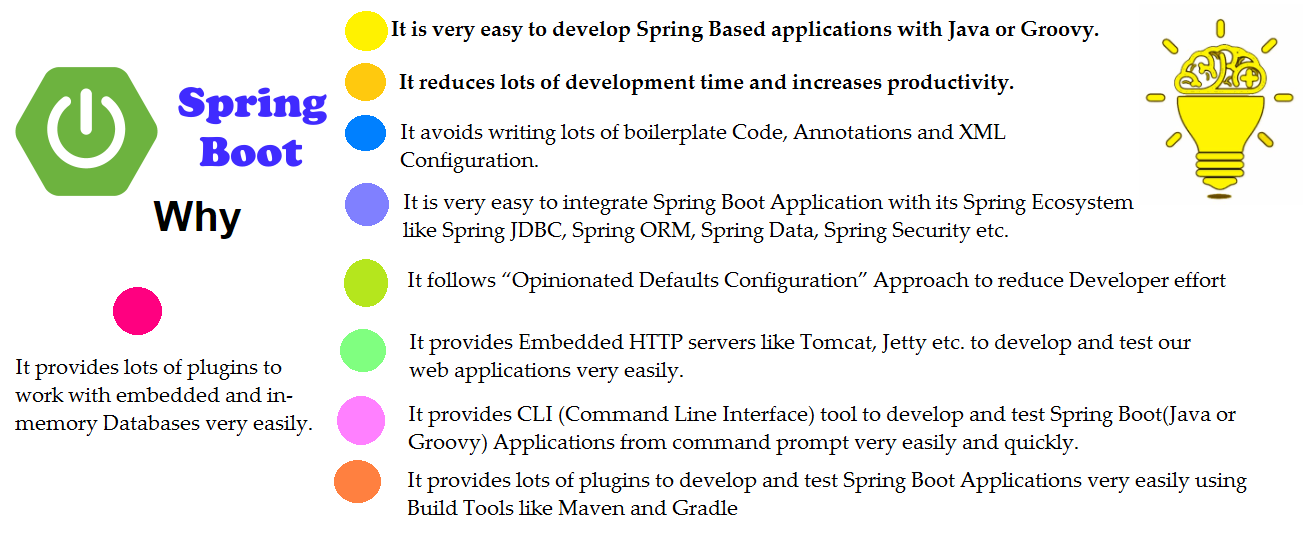 Spring
Boot
Why
It is very easy to develop Spring Based applications with Java or Groovy.
It reduces lots of development time and increases productivity.
It avoids writing lots of boilerplate Code, Annotations and XML
Configuration.
It is very easy to integrate Spring Boot Application with its Spring Ecosystem
like Spring JDBC, Spring ORM, Spring Data, Spring Security etc.
It follows “Opinionated Defaults Configuration” Approach to reduce Developer effort
It provides Embedded HTTP servers like Tomcat, Jetty etc. to develop and test our
web applications very easily.
It provides CLI (Command Line Interface) tool to develop and test Spring Boot(Java or
Groovy) Applications from command prompt very easily and quickly.
It provides lots of plugins to develop and test Spring Boot Applications very easily using
Build Tools like Maven and Gradle
It provides lots of plugins to
work with embedded and in-
memory Databases very easily.